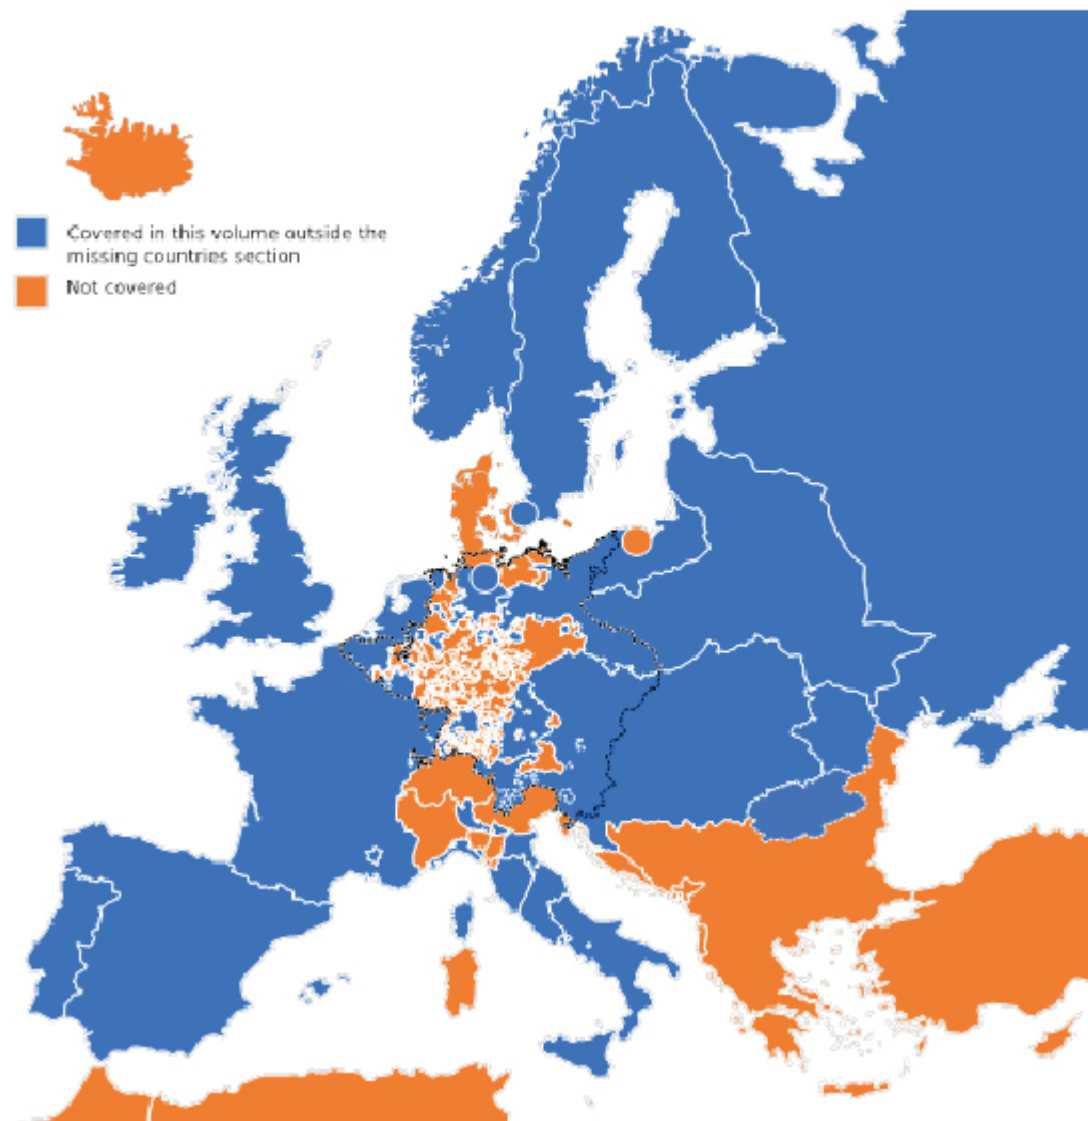 Covered in this volume outside the
missing countries section
Not covered